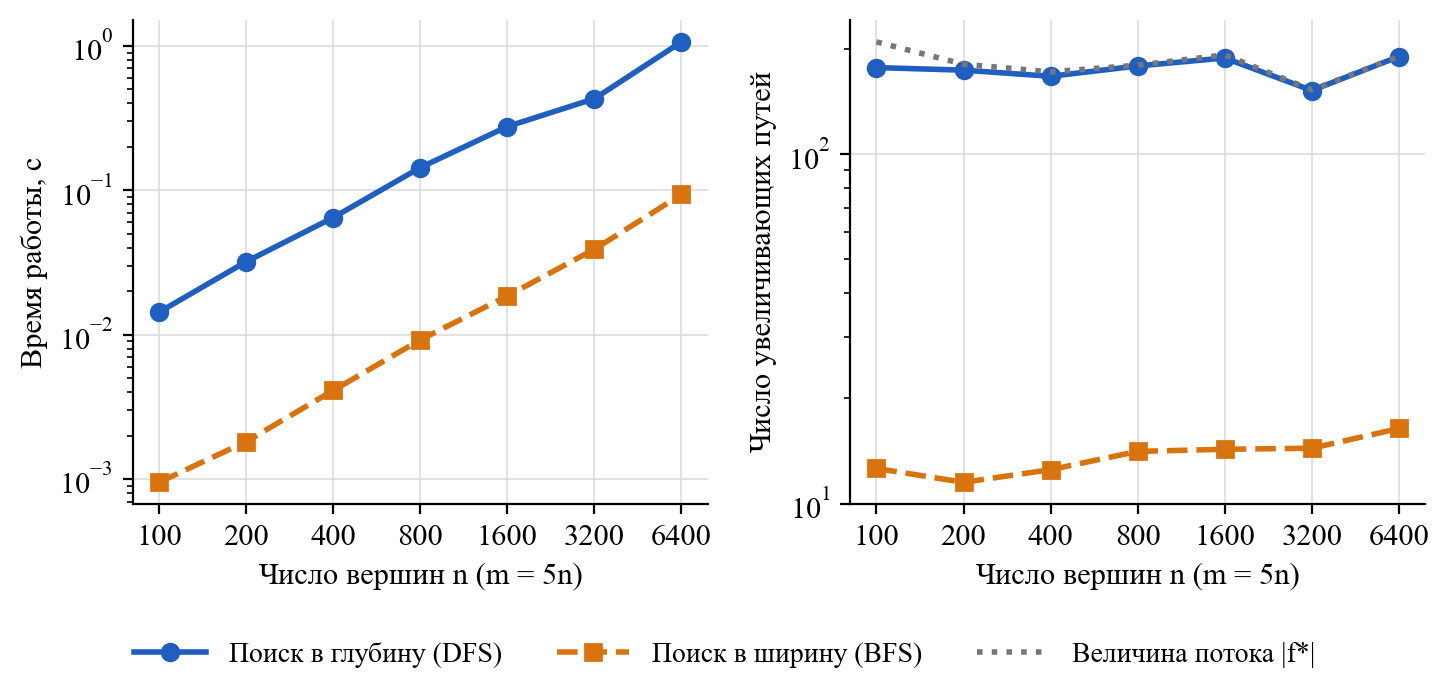 Время работы, с
10⁰
10⁻¹
10⁻²
10⁻³
100 200 400 800 1600 3200 6400
Число вершин n (m = 5n)
Число увеличивающих путей
10²
10¹
100 200 400 800 1600 3200 6400
Число вершин n (m = 5n)
Поиск в глубину (DFS) Поиск в ширину (BFS) Величина потока |f*|